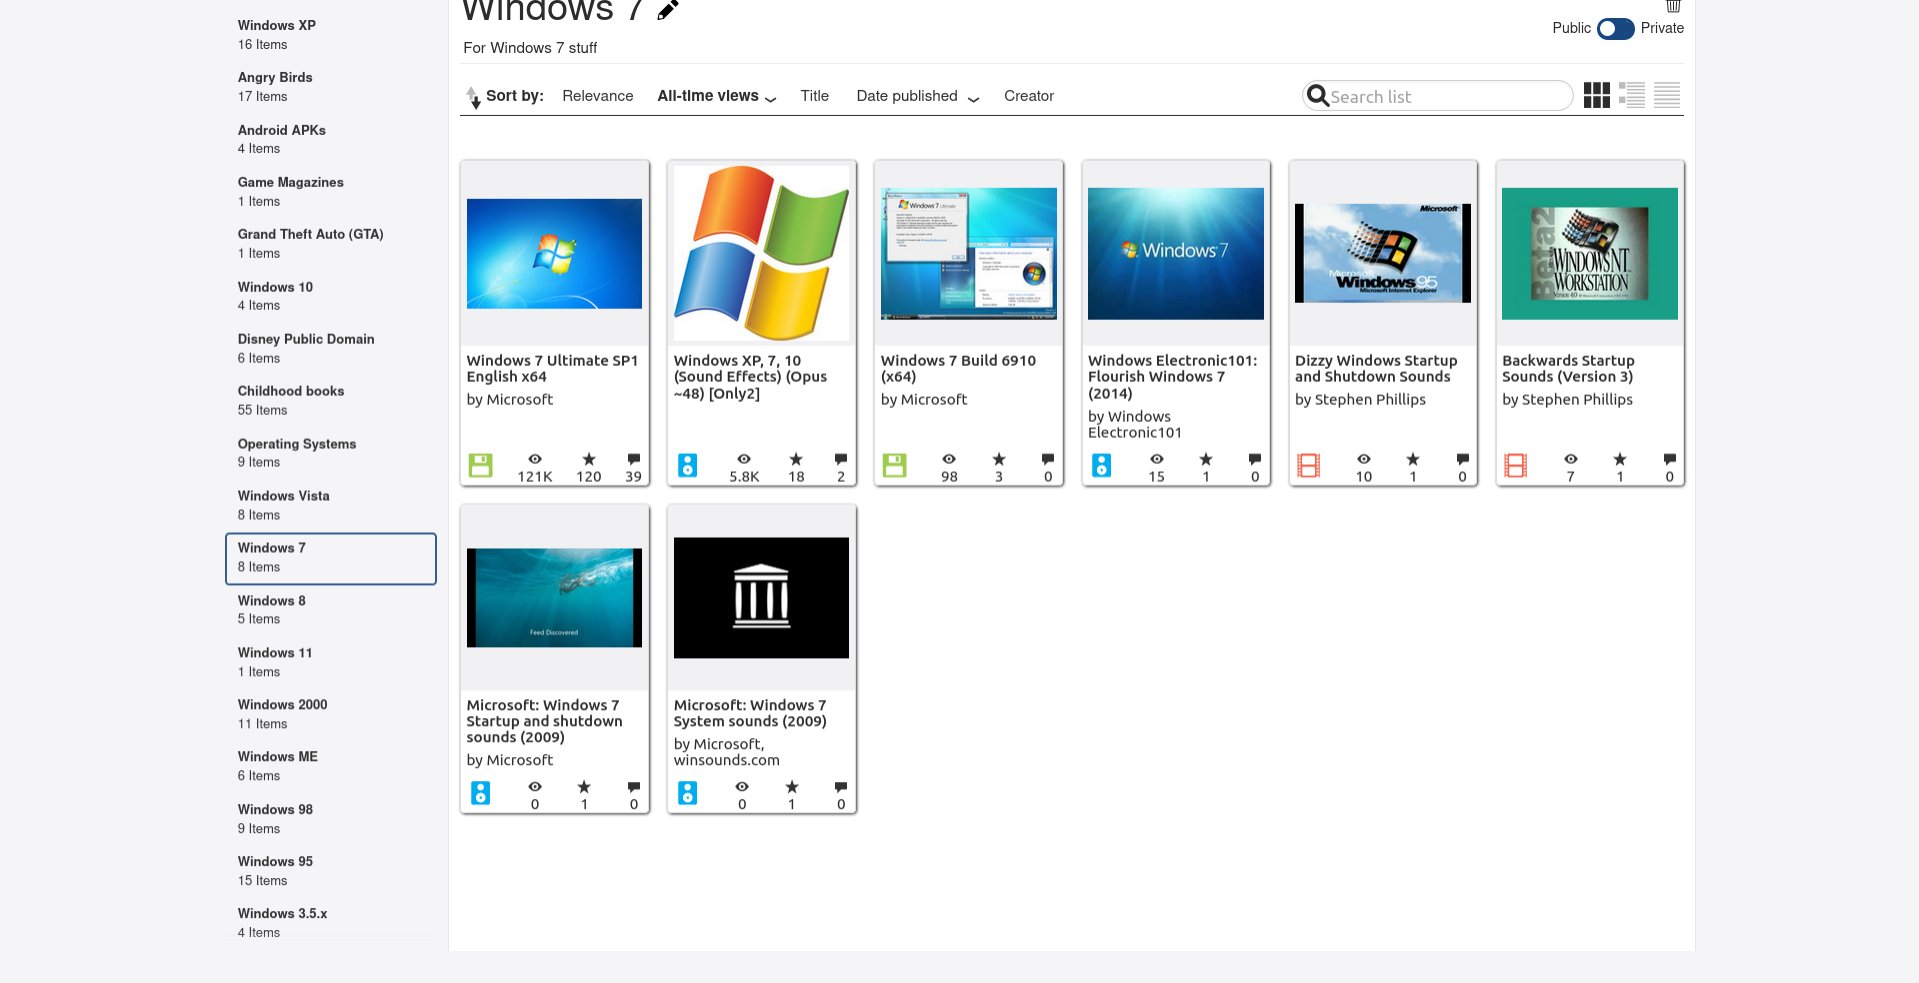 Windows XP
16 Items
Angry Birds
17 Items
Android APKs
4 Items
Game Magazines
1 Items
Grand Theft Auto (GTA)
1 Items
Windows 10
4 Items
Disney Public Domain
6 Items
Childhood books
55 Items
Operating Systems
9 Items
Windows Vista
8 Items
Windows 7
8 Items
Windows 8
5 Items
Windows 11
1 Items
Windows 2000
11 Items
Windows ME
6 Items
Windows 98
9 Items
Windows 95
15 Items
Windows 3.5.x
4 Items
Windows 7
For Windows 7 stuff
Public Private
Sort by: Relevance All-time views Title Date published Creator
Search list
Windows 7 Ultimate SP1
English x64
by Microsoft
121K 120 39
Windows XP, 7, 10
(Sound Effects) (Opus
~48) [Only2]
5.8K 18 2
Windows 7 Ultimate
Windows 7 Build 6910
(x64)
by Microsoft
98 3 0
Windows 7
Windows Electronic101:
Flourish Windows 7
(2014)
by Windows
Electronic101
15 1 0
Microsoft
Microsoft
Windows 95
Microsoft Internet Explorer
Dizzy Windows Startup
and Shutdown Sounds
by Stephen Phillips
10 1 0
Beta2
Microsoft
WINDOWS NT
WORKSTATION
Version 4.0
Backwards Startup
Sounds (Version 3)
by Stephen Phillips
7 1 0
Feed Discovered
Microsoft: Windows 7
Startup and shutdown
sounds (2009)
by Microsoft
0 1 0
Microsoft: Windows 7
System sounds (2009)
by Microsoft,
winsounds.com
0 1 0